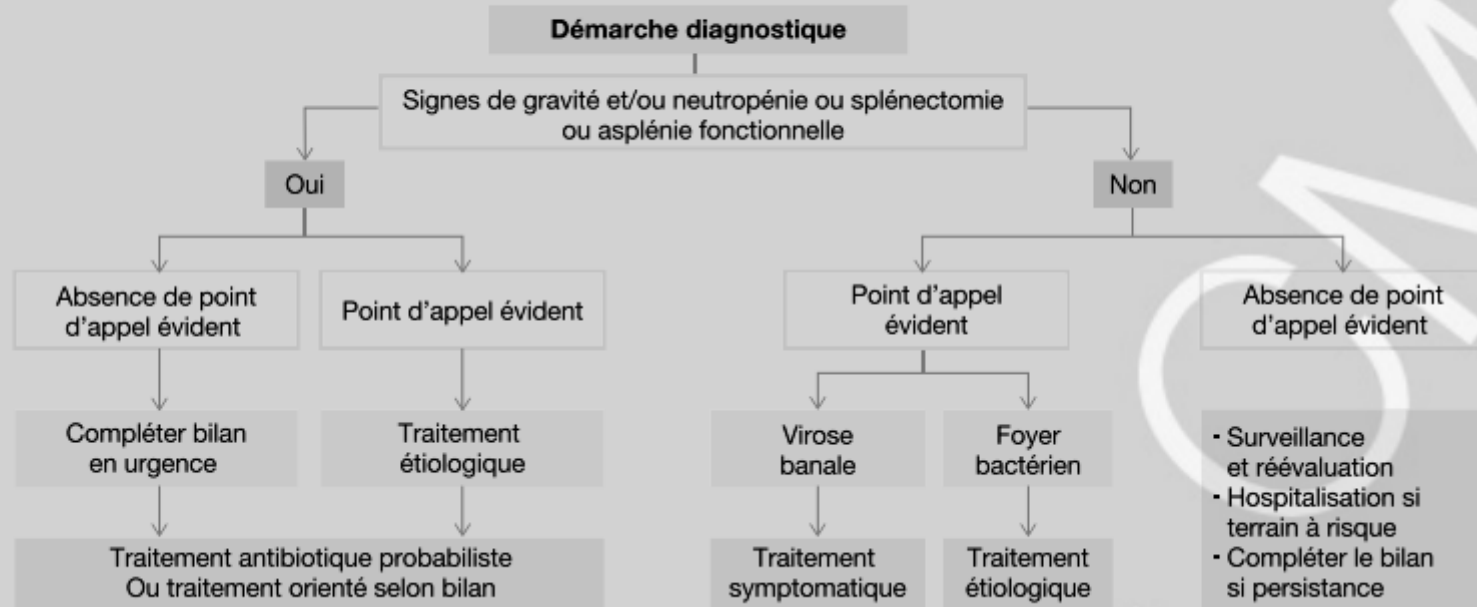 Démarche diagnostique
Signes de gravité et/ou neutropénie ou splénectomie
ou asplénie fonctionnelle
Oui
Non
Absence de point
d'appel évident
Point d'appel évident
Point d'appel
évident
Absence de point
d'appel évident
Compléter bilan
en urgence
Traitement
étiologique
Virose
banale
Foyer
bactérien
- Surveillance
et réévaluation
- Hospitalisation si
terrain à risque
- Compléter le bilan
si persistance
Traitement antibiotique probabiliste
Ou traitement orienté selon bilan
Traitement
symptomatique
Traitement
étiologique